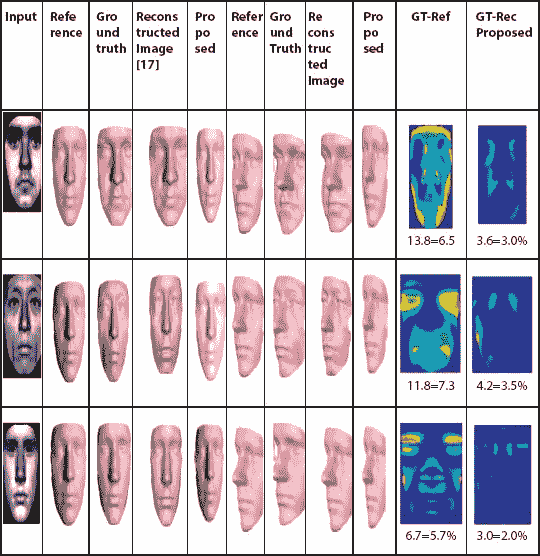 Input
Refe
rence
Gro
und
truth
Recons
tructed
Image
[17]
Pro
po
sed
Refer
ence
Gro
und
Truth
Re
cons
truc
ted
Image
Pro
po
sed
GT-Ref
GT-Rec
Proposed
13.8=6.5
3.6=3.0%
11.8=7.3
4.2=3.5%
6.7=5.7%
3.0=2.0%